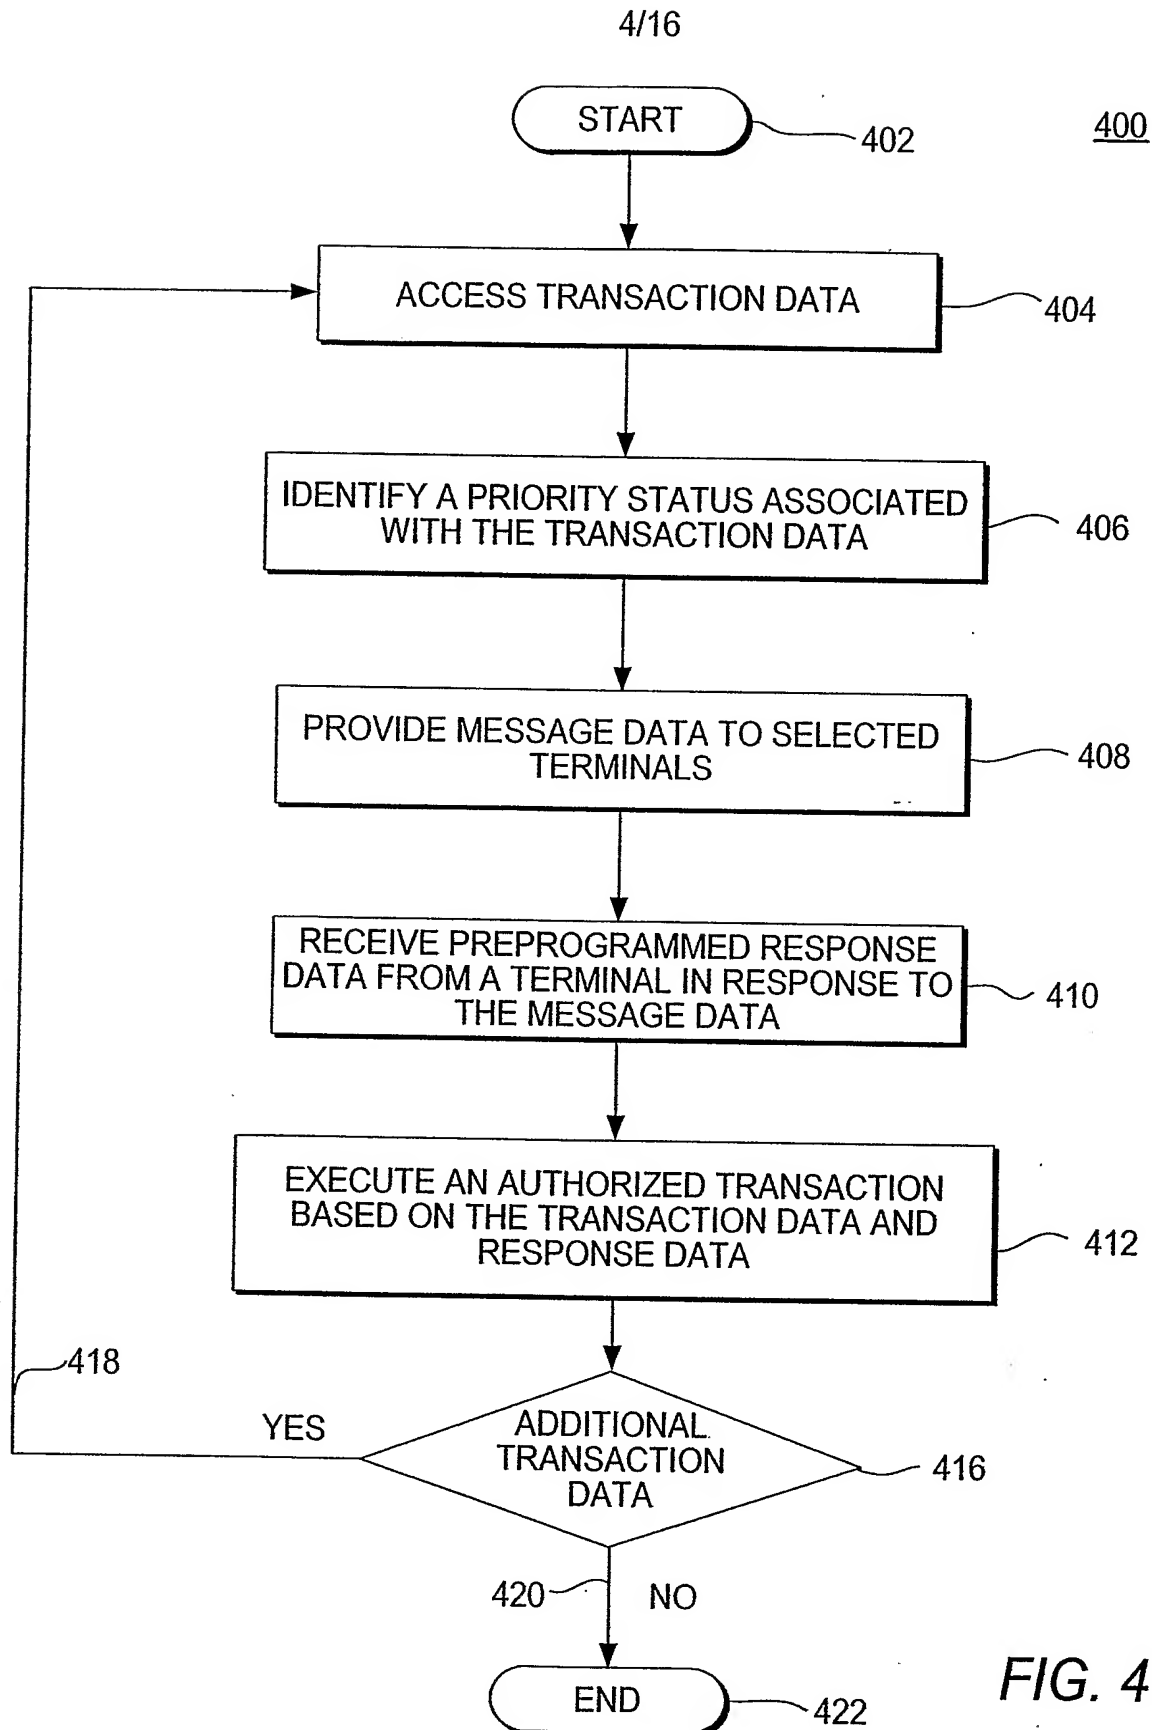 4/16
START
402
400
ACCESS TRANSACTION DATA
404
IDENTIFY A PRIORITY STATUS ASSOCIATED
WITH THE TRANSACTION DATA
406
PROVIDE MESSAGE DATA TO SELECTED
TERMINALS
408
RECEIVE PREPROGRAMMED RESPONSE
DATA FROM A TERMINAL IN RESPONSE TO
THE MESSAGE DATA
410
EXECUTE AN AUTHORIZED TRANSACTION
BASED ON THE TRANSACTION DATA AND
RESPONSE DATA
412
418
YES
ADDITIONAL
TRANSACTION
DATA
416
420
NO
END
422
FIG. 4